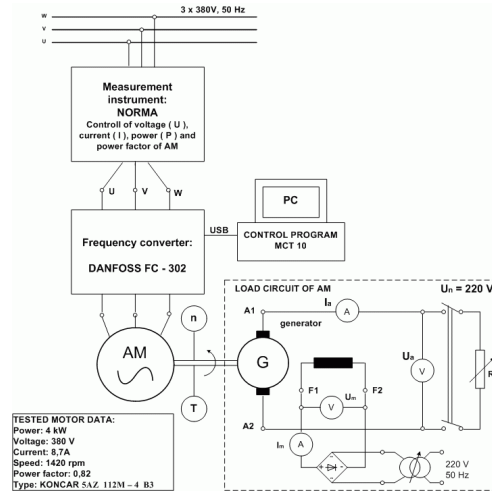 3 x 380V, 50 Hz
W
V
U
Measurement
instrument:
NORMA
Controll of voltage ( U ),
current ( I ), power ( P ) and
power factor of AM
U V W
PC
USB
CONTROL PROGRAM
MCT 10
Frequency converter:
DANFOSS FC - 302
LOAD CIRCUIT OF AM
Un = 220 V
A1
Ia
A
generator
n
AM
G
T
Ua
V
R
F1
F2
Um
V
A2
Im
A
220 V
50 Hz
TESTED MOTOR DATA:
Power: 4 kW
Voltage: 380 V
Current: 8,7A
Speed: 1420 rpm
Power factor: 0,82
Type: KONCAR 5AZ 112M – 4 B3